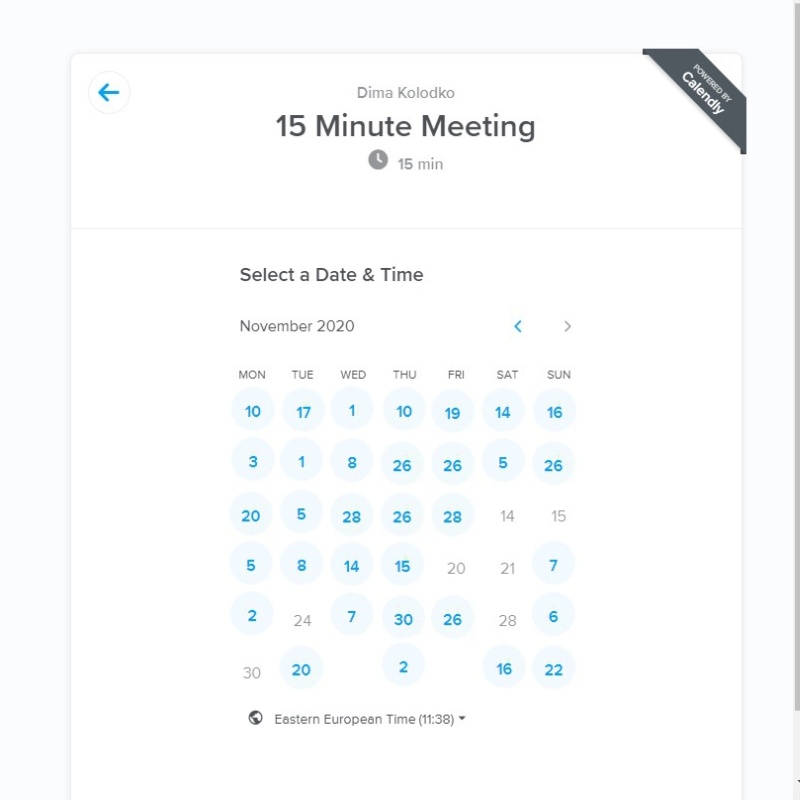 POWERED BY
Calendly
Dima Kolodko
15 Minute Meeting
15 min
Select a Date & Time
November 2020
MON TUE WED THU FRI SAT SUN
10 17 1 10 19 14 16
3 1 8 26 26 5 26
20 5 28 26 28 14 15
5 8 14 15 20 21 7
2 24 7 30 26 28 6
30 20 2 16 22
Eastern European Time (11:38)